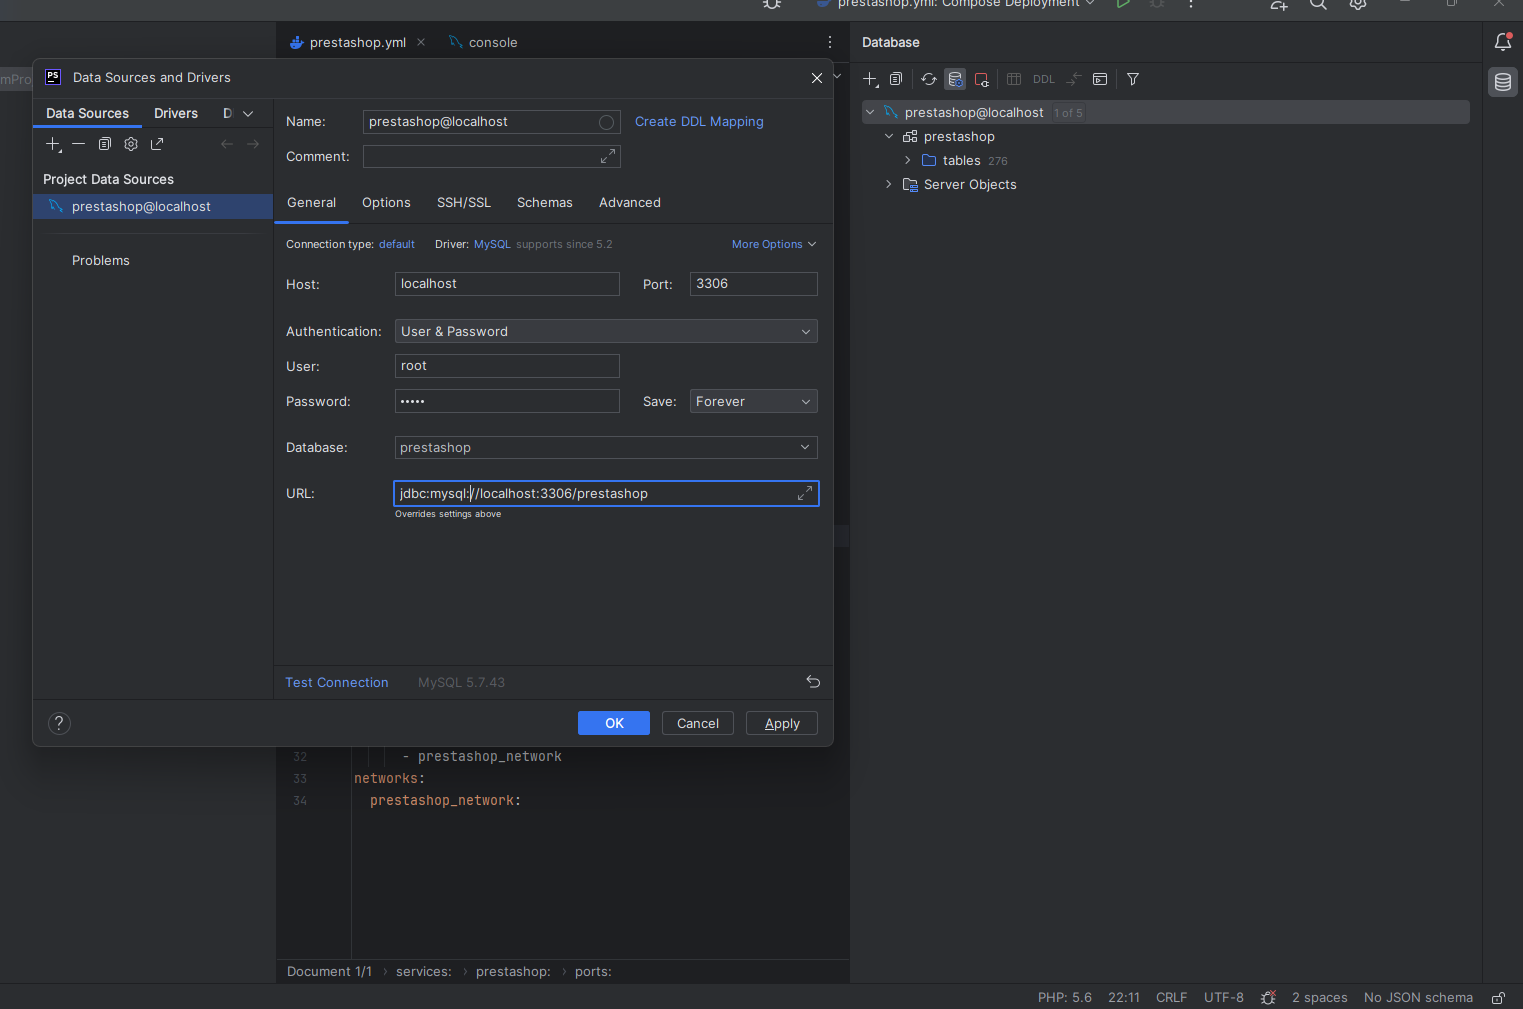 prestashop.yml: Compose Deployment
prestashop.yml
console
Database
mPro
PS
Data Sources and Drivers
Data Sources
Drivers
D
Project Data Sources
prestashop@localhost
Problems
Name:
prestashop@localhost
Create DDL Mapping
Comment:
General
Options
SSH/SSL
Schemas
Advanced
Connection type: default
Driver: MySQL supports since 5.2
More Options
Host:
localhost
Port:
3306
Authentication:
User & Password
User:
root
Password:
•••••
Save:
Forever
Database:
prestashop
URL:
jdbc:mysql://localhost:3306/prestashop
Overrides settings above
Test Connection
MySQL 5.7.43
?
OK
Cancel
Apply
DDL
prestashop@localhost 1 of 5
prestashop
tables 276
Server Objects
32 - prestashop_network
33 networks:
34 prestashop_network:
Document 1/1 › services: › prestashop: › ports:
PHP: 5.6
22:11
CRLF
UTF-8
2 spaces
No JSON schema